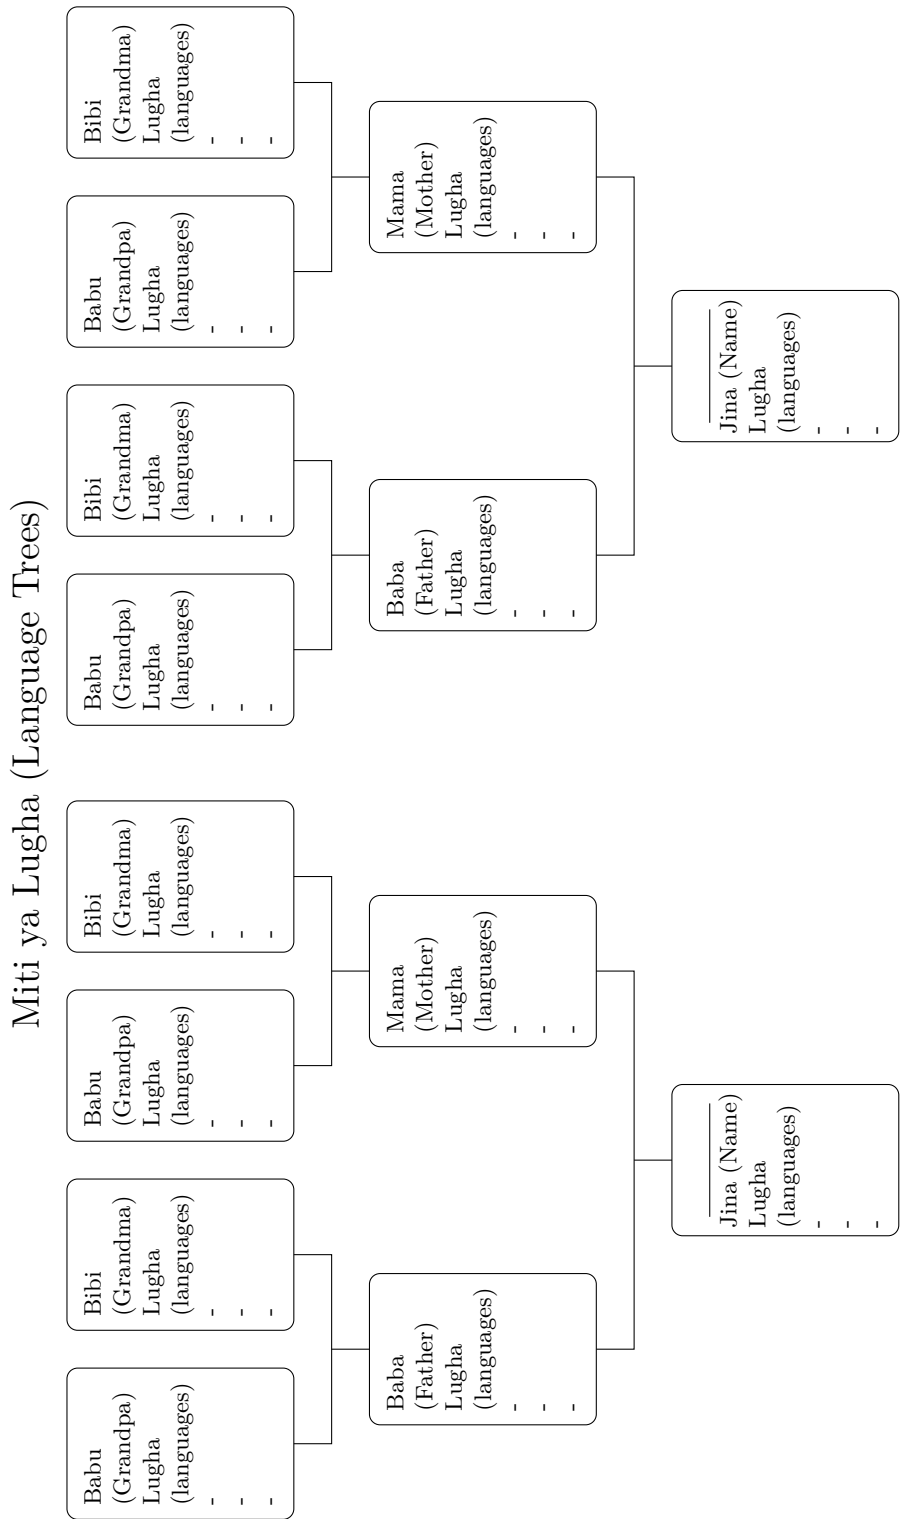 Miti ya Lugha (Language Trees)
Babu
(Grandpa)
Lugha
(languages)
-
-
-
Bibi
(Grandma)
Lugha
(languages)
-
-
-
Babu
(Grandpa)
Lugha
(languages)
-
-
-
Bibi
(Grandma)
Lugha
(languages)
-
-
-
Babu
(Grandpa)
Lugha
(languages)
-
-
-
Bibi
(Grandma)
Lugha
(languages)
-
-
-
Babu
(Grandpa)
Lugha
(languages)
-
-
-
Bibi
(Grandma)
Lugha
(languages)
-
-
-
Baba
(Father)
Lugha
(languages)
-
-
-
Mama
(Mother)
Lugha
(languages)
-
-
-
Baba
(Father)
Lugha
(languages)
-
-
-
Mama
(Mother)
Lugha
(languages)
-
-
-
Jina (Name)
Lugha
(languages)
-
-
-
Jina (Name)
Lugha
(languages)
-
-
-